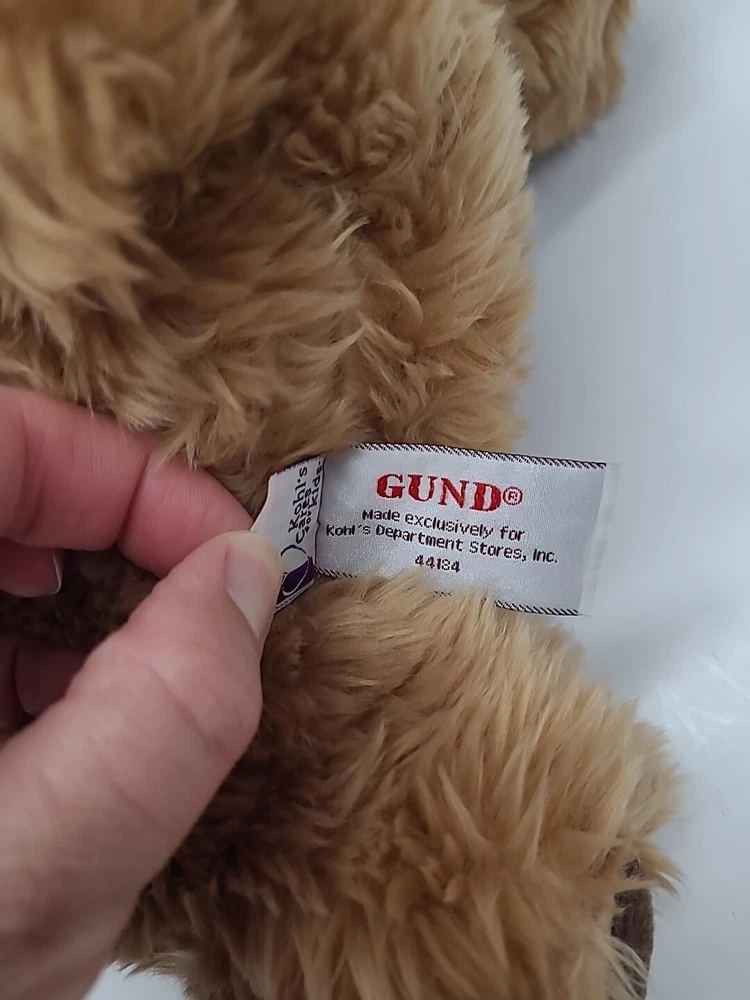 GUND®
Made exclusively for
Kohl's Department Stores, Inc.
44184
Kohl's
Cares
for Kids